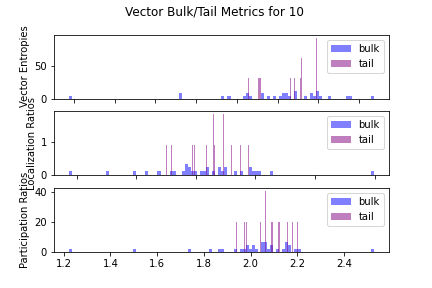 Vector Bulk/Tail Metrics for 10
Vector Entropies
50
0
bulk
tail
Localization Ratios
1
0
bulk
tail
Participation Ratios
40
20
0
bulk
tail
1.2 1.4 1.6 1.8 2.0 2.2 2.4